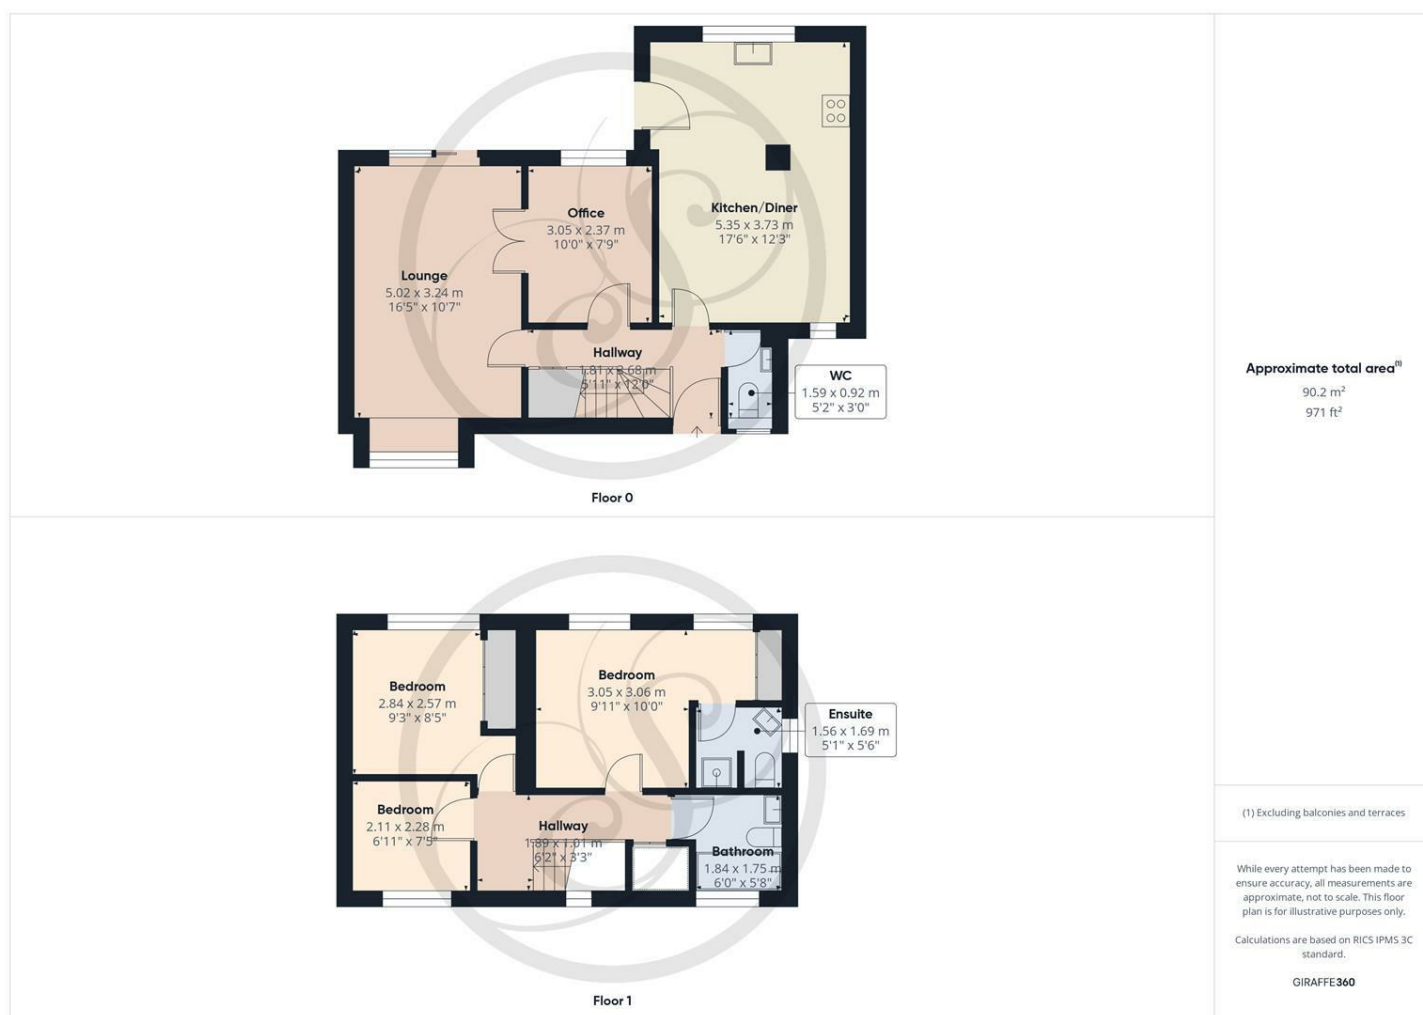 Kitchen/Diner
5.35 x 3.73 m
17'6" x 12'3"
Office
3.05 x 2.37 m
10'0" x 7'9"
Lounge
5.02 x 3.24 m
16'5" x 10'7"
Hallway
1.81 x 3.68 m
5'11" x 12'0"
WC
1.59 x 0.92 m
5'2" x 3'0"
Floor 0
Bedroom
2.84 x 2.57 m
9'3" x 8'5"
Bedroom
3.05 x 3.06 m
9'11" x 10'0"
Ensuite
1.56 x 1.69 m
5'1" x 5'6"
Bedroom
2.11 x 2.28 m
6'11" x 7'5"
Hallway
1.89 x 1.01 m
6'2" x 3'3"
Bathroom
1.84 x 1.75 m
6'0" x 5'8"
Floor 1
Approximate total area(1)
90.2 m²
971 ft²
(1) Excluding balconies and terraces
While every attempt has been made to
ensure accuracy, all measurements are
approximate, not to scale. This floor
plan is for illustrative purposes only.
Calculations are based on RICS IPMS 3C
standard.
GIRAFFE360